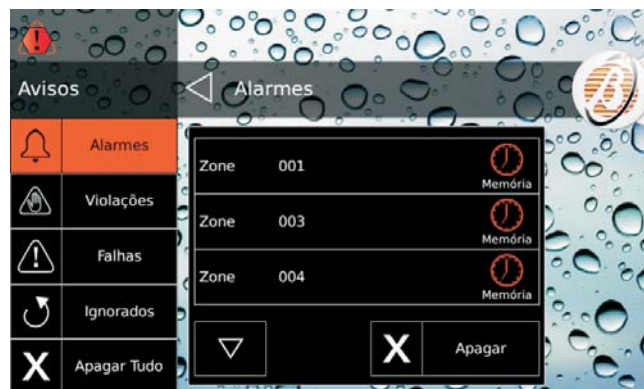 Avisos
Alarmes
Alarmes
Violações
Falhas
Ignorados
Apagar Tudo
Zone 001
Memória
Zone 003
Memória
Zone 004
Memória
Apagar